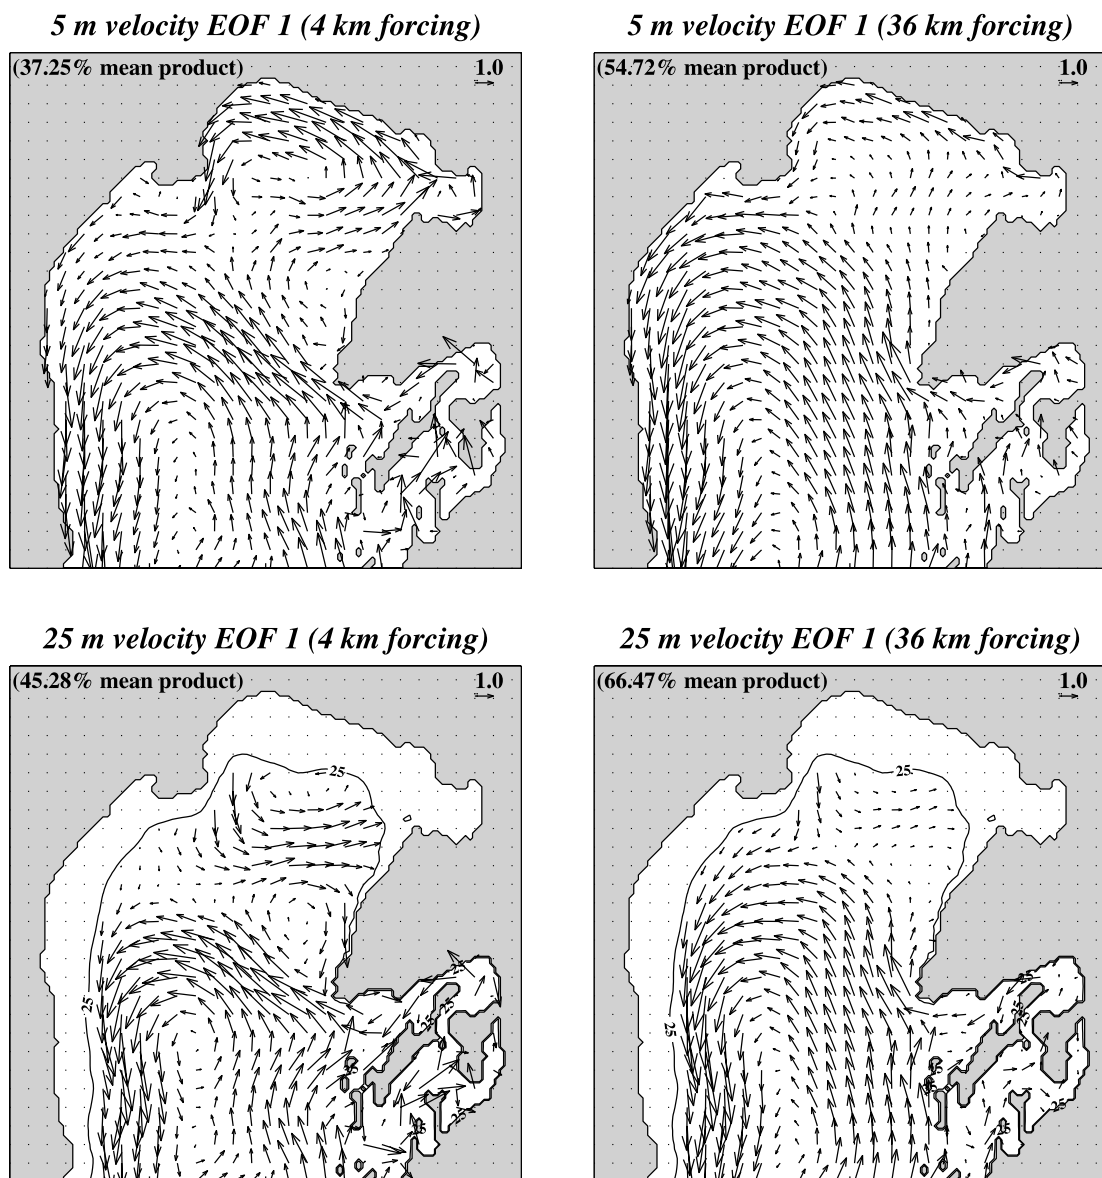 5 m velocity EOF 1 (4 km forcing)
(37.25% mean product)
1.0
5 m velocity EOF 1 (36 km forcing)
(54.72% mean product)
1.0
25 m velocity EOF 1 (4 km forcing)
(45.28% mean product)
1.0
25
25
25 m velocity EOF 1 (36 km forcing)
(66.47% mean product)
1.0
25
25